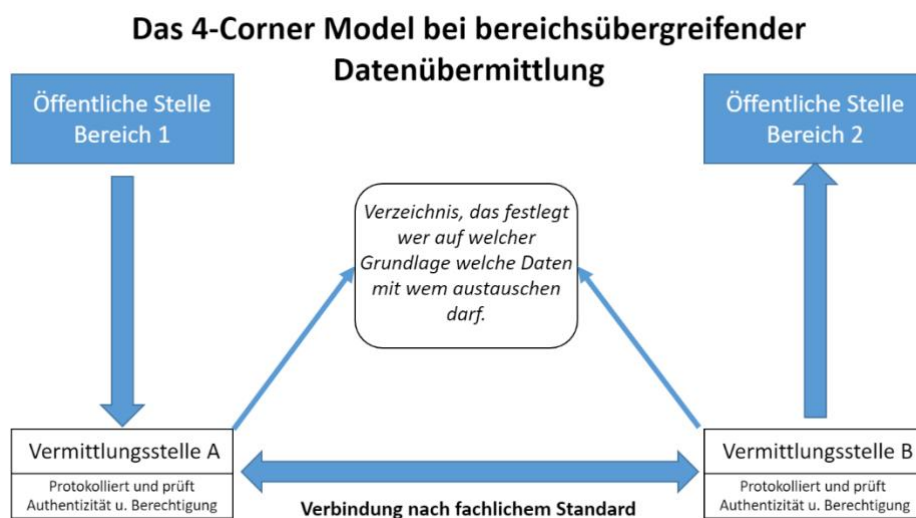 Das 4-Corner Model bei bereichsübergreifender
Datenübermittlung
Öffentliche Stelle
Bereich 1
Öffentliche Stelle
Bereich 2
Verzeichnis, das festlegt
wer auf welcher
Grundlage welche Daten
mit wem austauschen
darf.
Vermittlungsstelle A
Protokolliert und prüft
Authentizität u. Berechtigung
Verbindung nach fachlichem Standard
Vermittlungsstelle B
Protokolliert und prüft
Authentizität u. Berechtigung